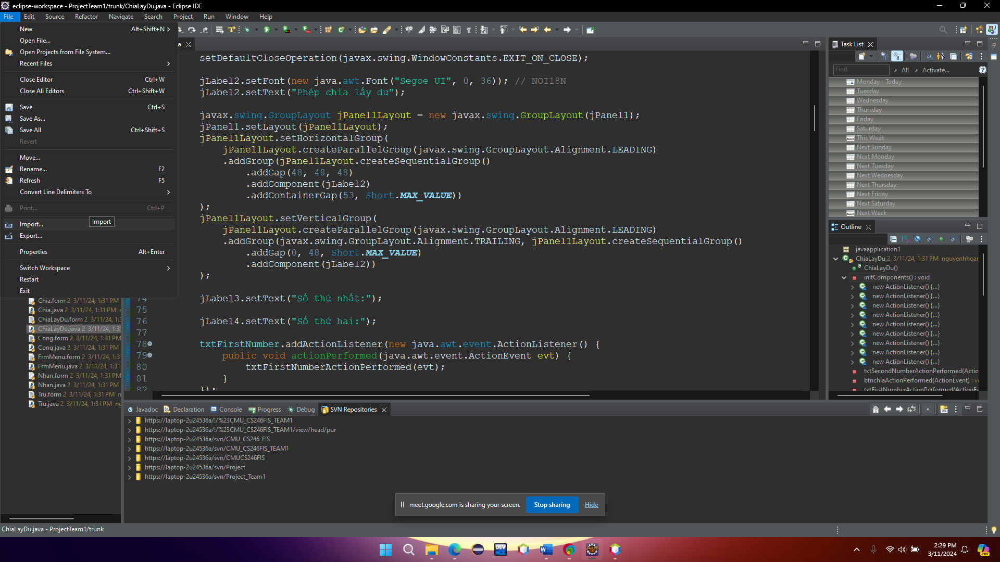 eclipse-workspace - ProjectTeam1/trunk/ChiaLayDu.java - Eclipse IDE
File Edit Source Refactor Navigate Search Project Run Window Help
New Alt+Shift+N
Open File...
Open Projects from File System...
Recent Files
Close Editor Ctrl+W
Close All Editors Ctrl+Shift+W
Save Ctrl+S
Save As...
Save All Ctrl+Shift+S
Revert
Move...
Rename... F2
Refresh F5
Convert Line Delimiters To
Print... Ctrl+P
Import...
Import
Export...
Properties Alt+Enter
Switch Workspace
Restart
Exit
Chia.form 2 3/11/24, 1:31 PM
Chia.java 2 3/11/24, 1:31 PM
ChiaLayDu.form 2 3/11/24, 1:3
ChiaLayDu.java 2 3/11/24, 1:3
Cong.form 2 3/11/24, 1:31 PM
Cong.java 2 3/11/24, 1:31 PM
FrmMenu.form 2 3/11/24, 1:31
FrmMenu.java 2 3/11/24, 1:31
Nhan.form 2 3/11/24, 1:31 PM
Nhan.java 2 3/11/24, 1:31 PM
Tru.form 2 3/11/24, 1:31 PM n
Tru.java 2 3/11/24, 1:31 PM ng
a
setDefaultCloseOperation(javax.swing.WindowConstants.EXIT_ON_CLOSE);
jLabel2.setFont(new java.awt.Font("Segoe UI", 0, 36)); // NOI18N
jLabel2.setText("Phép chia lấy dư");
javax.swing.GroupLayout jPanel1Layout = new javax.swing.GroupLayout(jPanel1);
jPanel1.setLayout(jPanel1Layout);
jPanel1Layout.setHorizontalGroup(
jPanel1Layout.createParallelGroup(javax.swing.GroupLayout.Alignment.LEADING)
.addGroup(jPanel1Layout.createSequentialGroup()
.addGap(48, 48, 48)
.addComponent(jLabel2)
.addContainerGap(53, Short.MAX_VALUE))
);
jPanel1Layout.setVerticalGroup(
jPanel1Layout.createParallelGroup(javax.swing.GroupLayout.Alignment.LEADING)
.addGroup(javax.swing.GroupLayout.Alignment.TRAILING, jPanel1Layout.createSequentialGroup()
.addGap(0, 48, Short.MAX_VALUE)
.addComponent(jLabel2))
);
74 jLabel3.setText("Số thứ nhất:");
75
76 jLabel4.setText("Số thứ hai:");
77
78 txtFirstNumber.addActionListener(new java.awt.event.ActionListener() {
79 public void actionPerformed(java.awt.event.ActionEvent evt) {
80 txtFirstNumberActionPerformed(evt);
81 }
82 });
Javadoc Declaration Console Progress Debug SVN Repositories
https://laptop-2u24536a/!/%23CMU_CS246FIS_TEAM1
https://laptop-2u24536a/!/%23CMU_CS246FIS_TEAM1/view/head/pur
https://laptop-2u24536a/svn/CMU_CS246_FIS
https://laptop-2u24536a/svn/CMU_CS246FIS_TEAM1
https://laptop-2u24536a/svn/CMUCS246FIS
https://laptop-2u24536a/svn/Project
https://laptop-2u24536a/svn/Project_Team1
Task List
Find All Activate...
Monday - Today
Tuesday
Wednesday
Thursday
Friday
Saturday
This Week
Next Sunday
Next Monday
Next Tuesday
Next Wednesday
Next Thursday
Next Friday
Next Saturday
Next Week
Outline
javaapplication1
ChiaLayDu 2 3/11/24, 1:31 PM nguyenhhoar
ChiaLayDu()
initComponents() : void
new ActionListener() {...}
new ActionListener() {...}
new ActionListener() {...}
new ActionListener() {...}
new ActionListener() {...}
new ActionListener() {...}
new ActionListener() {...}
new ActionListener() {...}
new ActionListener() {...}
txtSecondNumberActionPerformed(Actio
btnchiaActionPerformed(ActionEvent) : v
txtFirstNumberActionPerformed(ActionEv
meet.google.com is sharing your screen. Stop sharing Hide
ChiaLayDu.java - ProjectTeam1/trunk
DEV
2:29 PM
3/11/2024
PRE